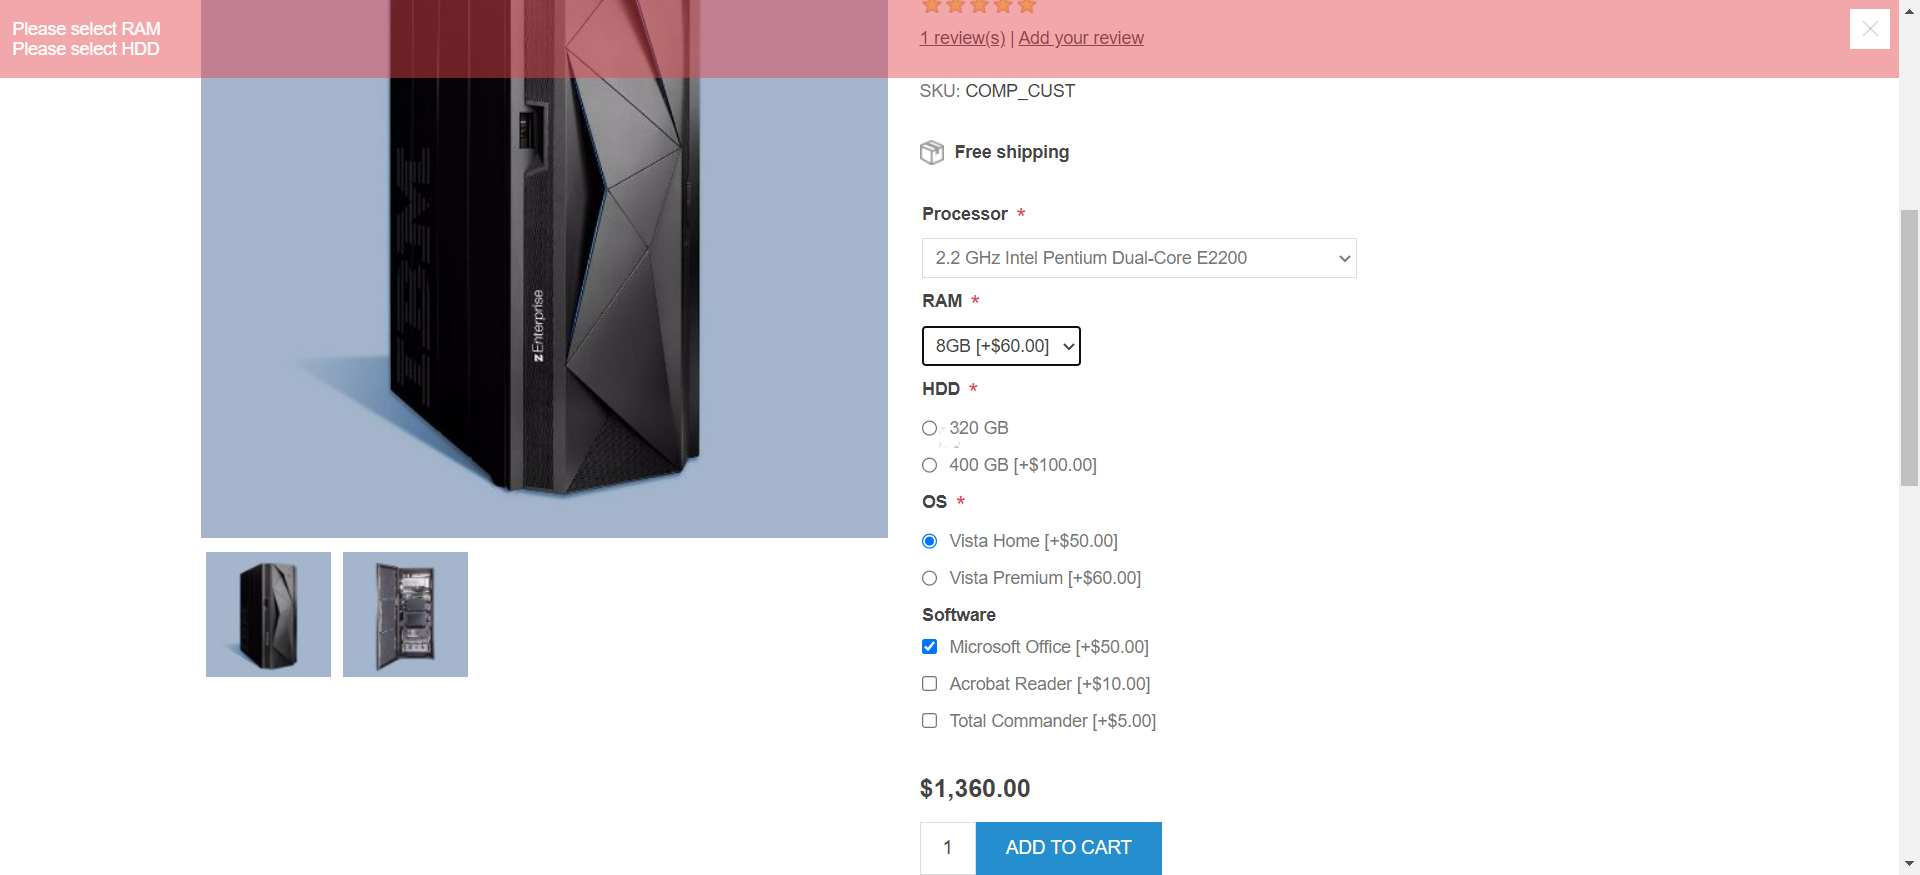 Please select RAM
Please select HDD
1 review(s) | Add your review
SKU: COMP_CUST
Free shipping
Processor *
2.2 GHz Intel Pentium Dual-Core E2200
RAM *
8GB [+$60.00]
HDD *
320 GB
400 GB [+$100.00]
OS *
Vista Home [+$50.00]
Vista Premium [+$60.00]
Software
Microsoft Office [+$50.00]
Acrobat Reader [+$10.00]
Total Commander [+$5.00]
$1,360.00
1 ADD TO CART
IBM
zEnterprise